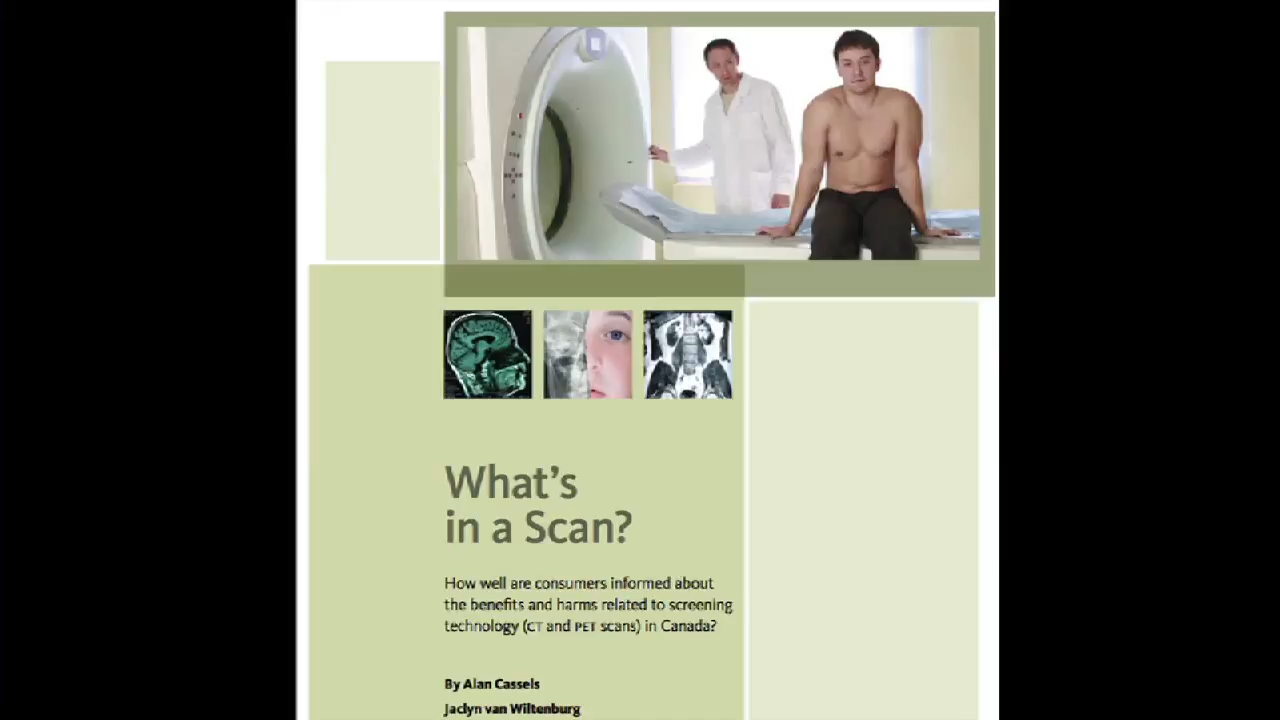 What's
in a Scan?
How well are consumers informed about
the benefits and harms related to screening
technology (CT and PET scans) in Canada?
By Alan Cassels
Jaclyn van Wiltenburg